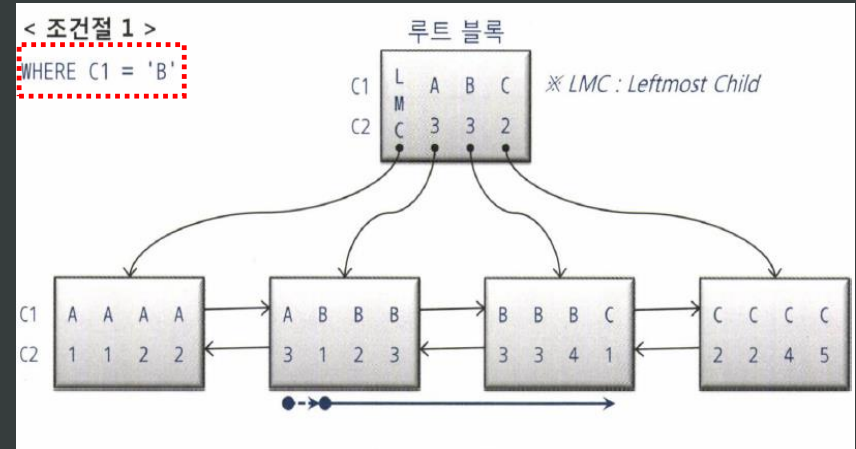 < 조건절 1 >
WHERE C1 = 'B'
루트 블록
C1 LMC A B C
C2 3 3 2
※ LMC : Leftmost Child
C1 A A A A A B B B B B B C C C C C
C2 1 1 2 2 3 1 2 3 3 3 4 1 2 2 4 5